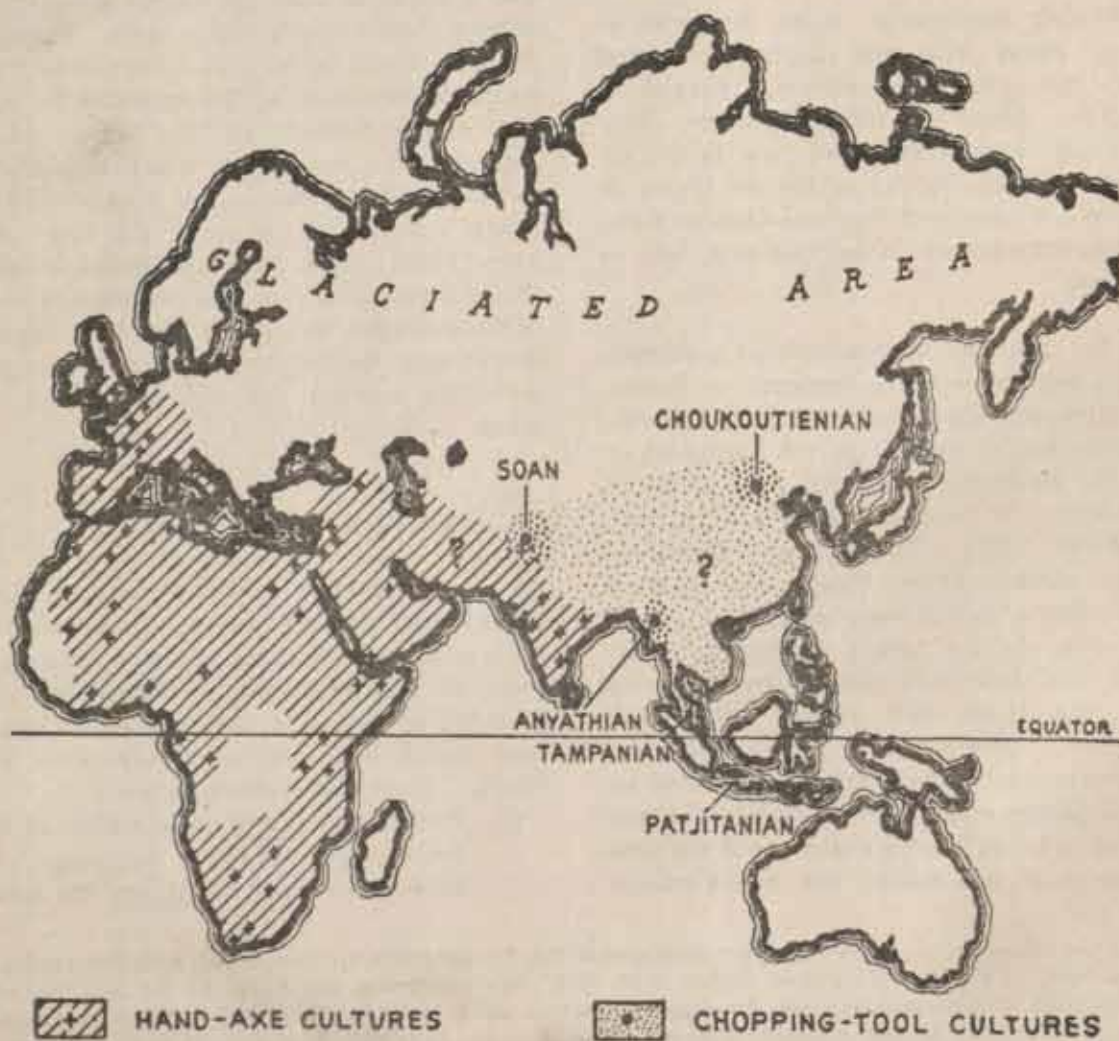 GLACIATED AREA
CHOUKOUTIENIAN
SOAN
?
?
ANYATHIAN
EQUATOR
TAMPANIAN
PATJITANIAN
HAND-AXE CULTURES
CHOPPING-TOOL CULTURES